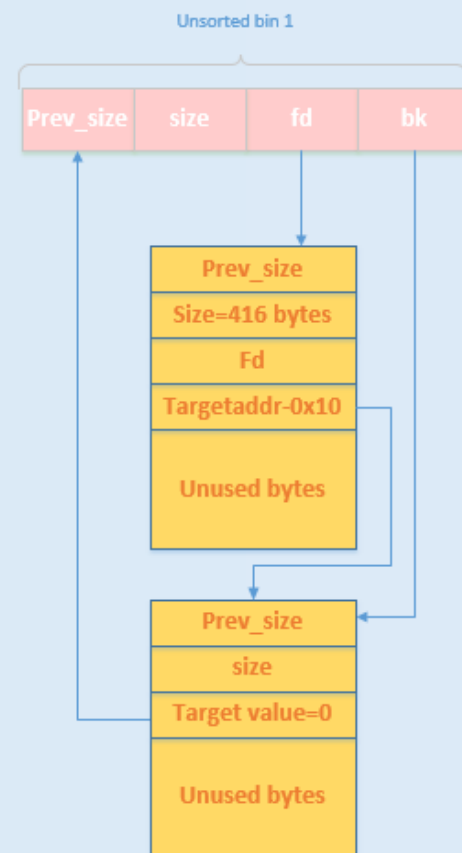 Unsorted bin 1
Prev_size size fd bk
Prev_size
Size=416 bytes
Fd
Targetaddr-0x10
Unused bytes
Prev_size
size
Target value=0
Unused bytes